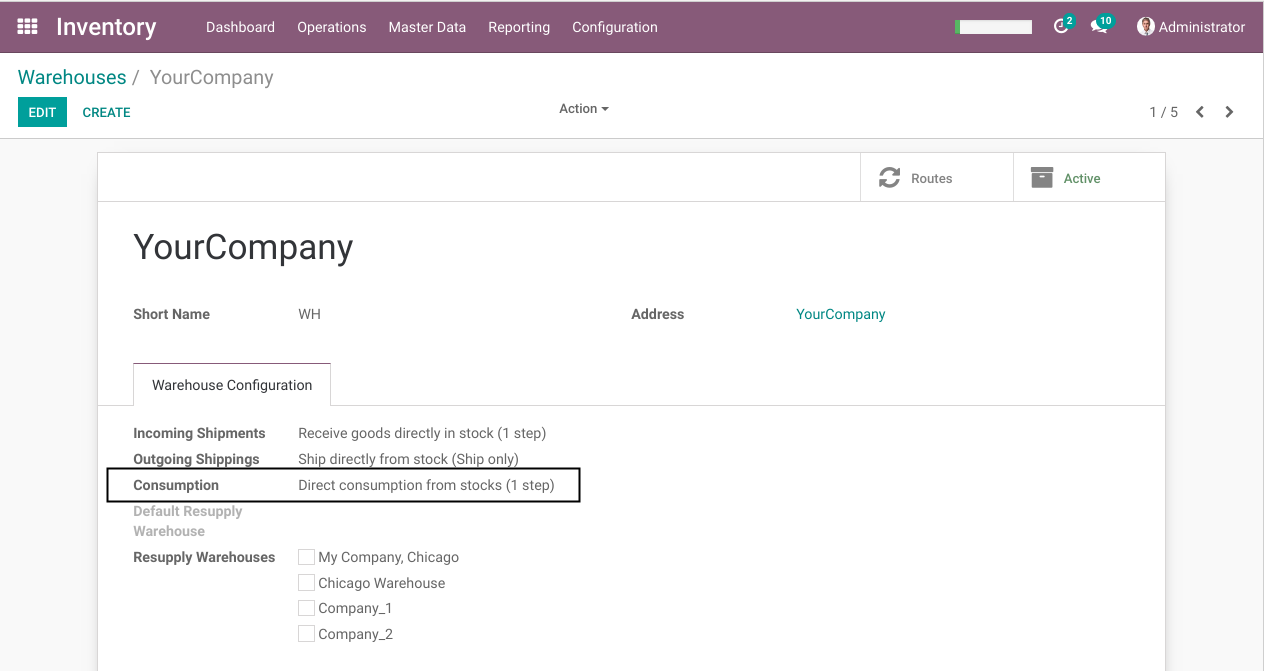 Inventory Dashboard Operations Master Data Reporting Configuration 2 10 Administrator
Warehouses / YourCompany
EDIT CREATE Action 1 / 5
Routes Active
YourCompany
Short Name WH Address YourCompany
Warehouse Configuration
Incoming Shipments Receive goods directly in stock (1 step)
Outgoing Shippings Ship directly from stock (Ship only)
Consumption Direct consumption from stocks (1 step)
Default Resupply
Warehouse
Resupply Warehouses My Company, Chicago
Chicago Warehouse
Company_1
Company_2